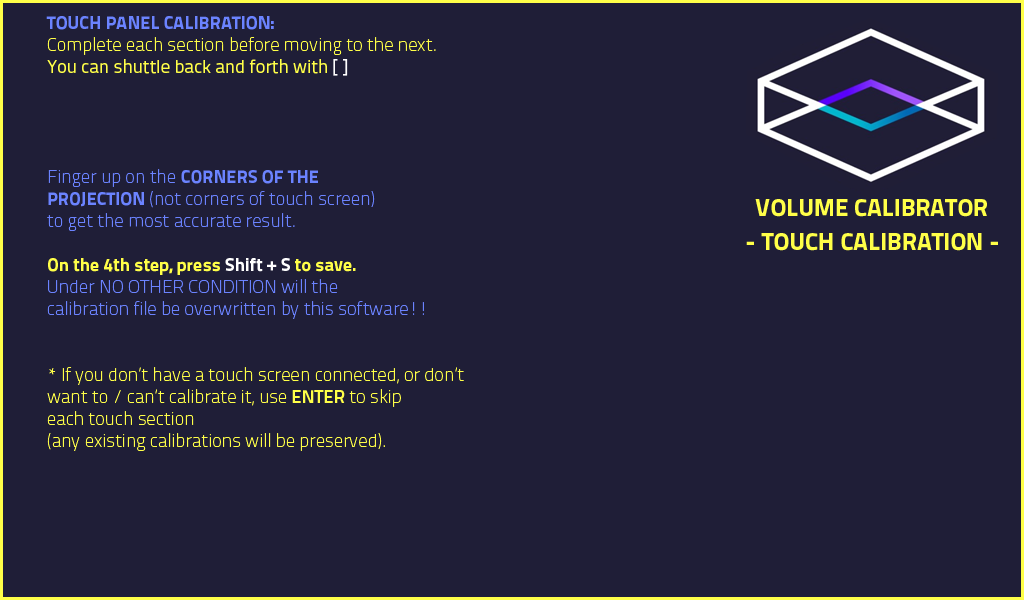 TOUCH PANEL CALIBRATION:
Complete each section before moving to the next.
You can shuttle back and forth with [ ]
Finger up on the CORNERS OF THE
PROJECTION (not corners of touch screen)
to get the most accurate result.
On the 4th step, press Shift + S to save.
Under NO OTHER CONDITION will the
calibration file be overwritten by this software!!
* If you don't have a touch screen connected, or don't
want to / can't calibrate it, use ENTER to skip
each touch section
(any existing calibrations will be preserved).
VOLUME CALIBRATOR
- TOUCH CALIBRATION -